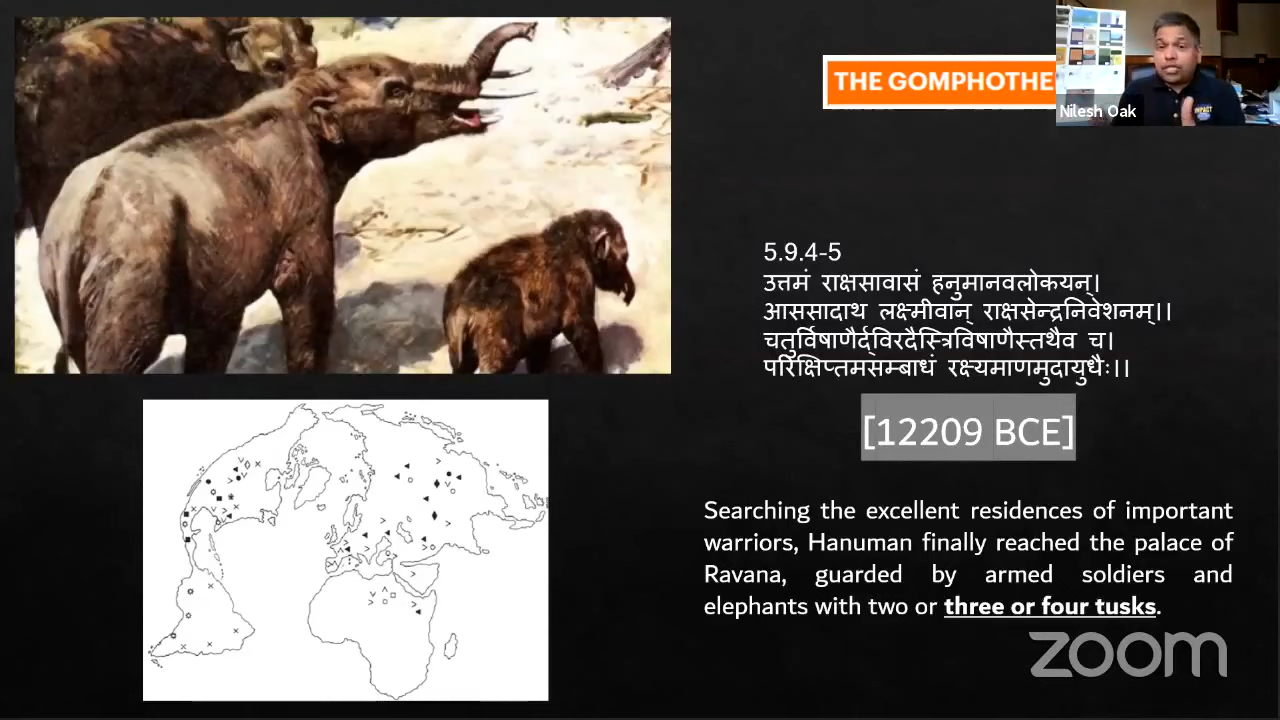 THE GOMPHOTHE
Nilesh Oak
5.9.4-5
उत्तमं राक्षसावासं हनुमानवलोकयन्।
आससादाथ लक्ष्मीवान् राक्षसेन्द्रनिवेशनम्।।
चतुर्विषाणैर्द्विरदैस्त्रिविषाणैस्तथैव च।
परिक्षिप्तमसम्बाधं रक्ष्यमाणमुदायुधैः।।
[12209 BCE]
Searching the excellent residences of important
warriors, Hanuman finally reached the palace of
Ravana, guarded by armed soldiers and
elephants with two or three or four tusks.
zoom